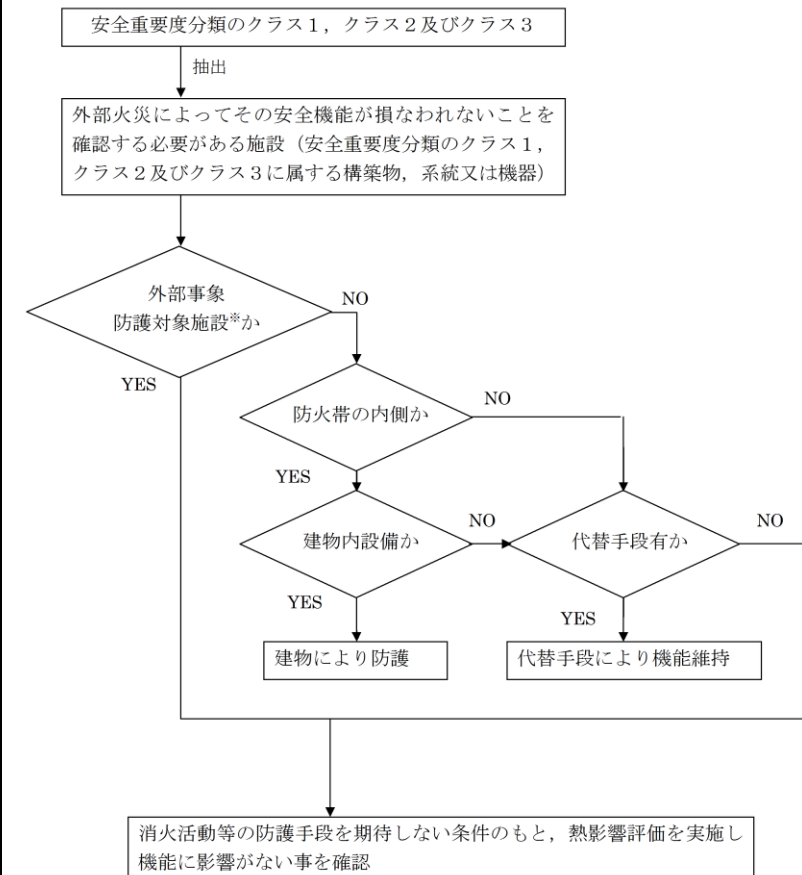 安全重要度分類のクラス１，クラス２及びクラス３
抽出
外部火災によってその安全機能が損なわれないことを
確認する必要がある施設（安全重要度分類のクラス１，
クラス２及びクラス３に属する構築物，系統又は機器）
外部事象
防護対象施設※か
NO
YES
防火帯の内側か
NO
YES
建物内設備か
NO
代替手段有か
NO
YES
YES
建物により防護
代替手段により機能維持
消火活動等の防護手段を期待しない条件のもと，熱影響評価を実施し
機能に影響がない事を確認